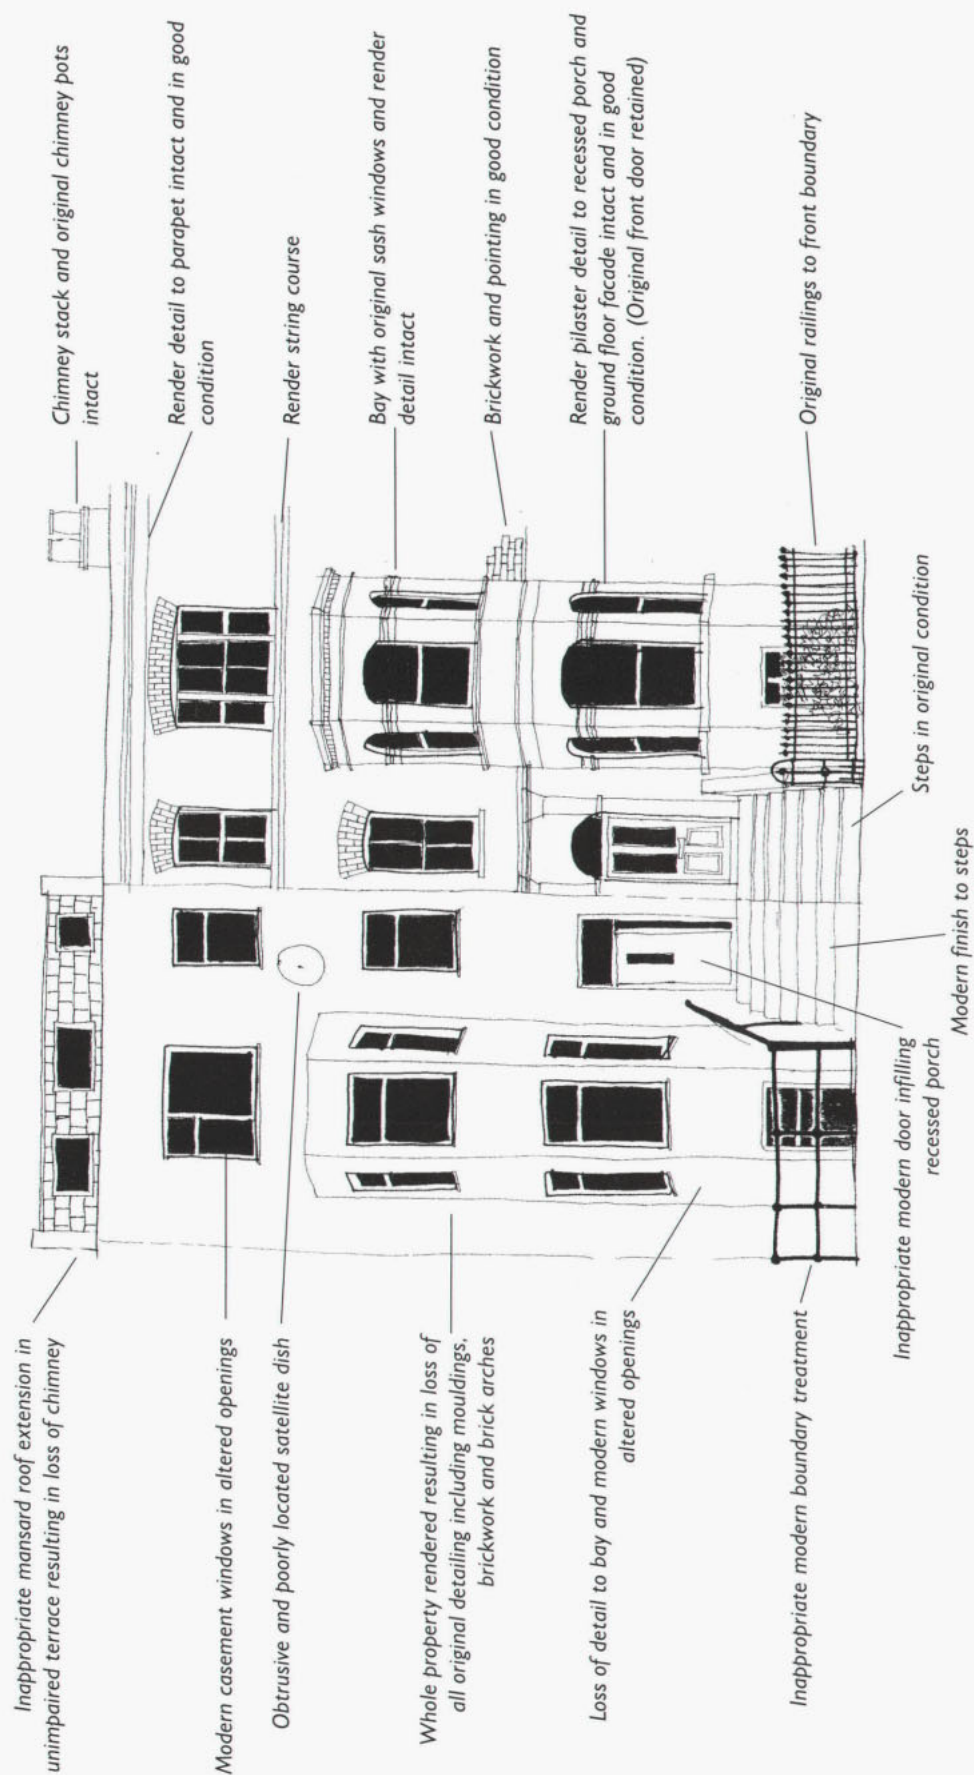 Inappropriate mansard roof extension in
unimpaired terrace resulting in loss of chimney
Modern casement windows in altered openings
Obtrusive and poorly located satellite dish
Whole property rendered resulting in loss of
all original detailing including mouldings,
brickwork and brick arches
Loss of detail to bay and modern windows in
altered openings
Inappropriate modern boundary treatment
Inappropriate modern door infilling
recessed porch
Modern finish to steps
Steps in original condition
Chimney stack and original chimney pots
intact
Render detail to parapet intact and in good
condition
Render string course
Bay with original sash windows and render
detail intact
Brickwork and pointing in good condition
Render pilaster detail to recessed porch and
ground floor facade intact and in good
condition. (Original front door retained)
Original railings to front boundary